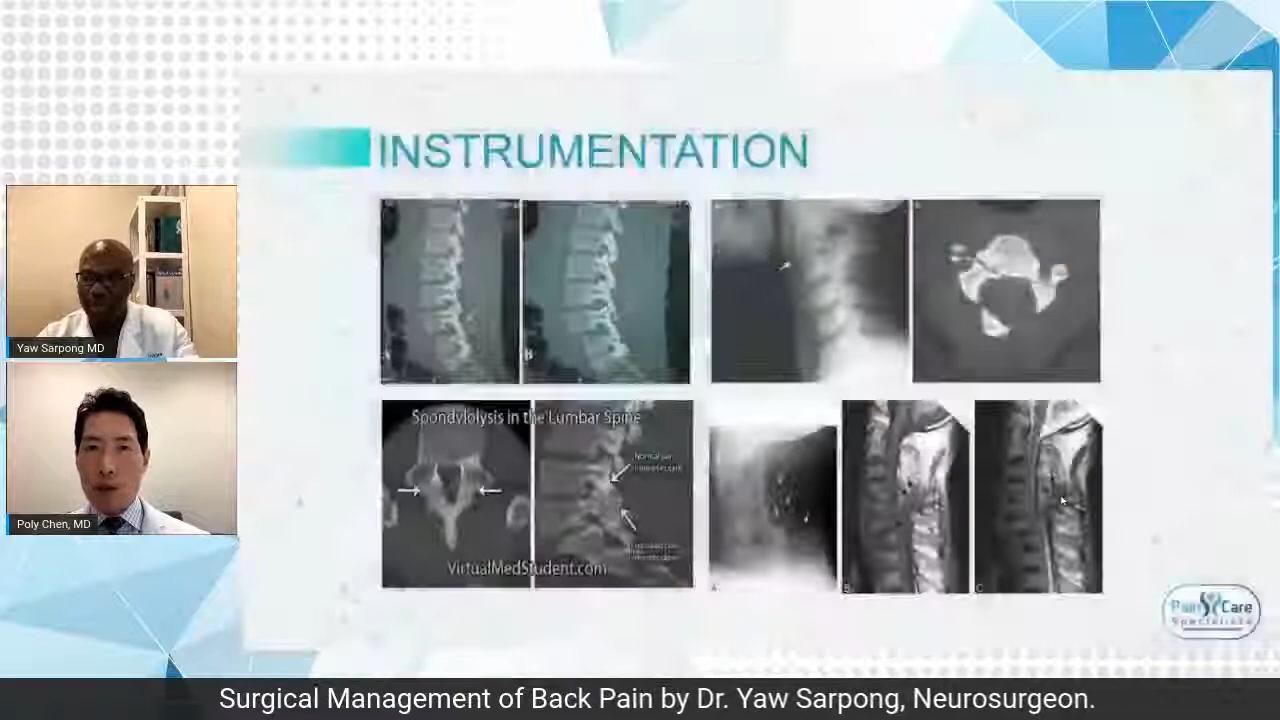 INSTRUMENTATION
Yaw Sarpong MD
Poly Chen, MD
Spondylolysis in the Lumbar Spine
VirtualMedStudent.com
Pain Care
Specialists
Surgical Management of Back Pain by Dr. Yaw Sarpong, Neurosurgeon.